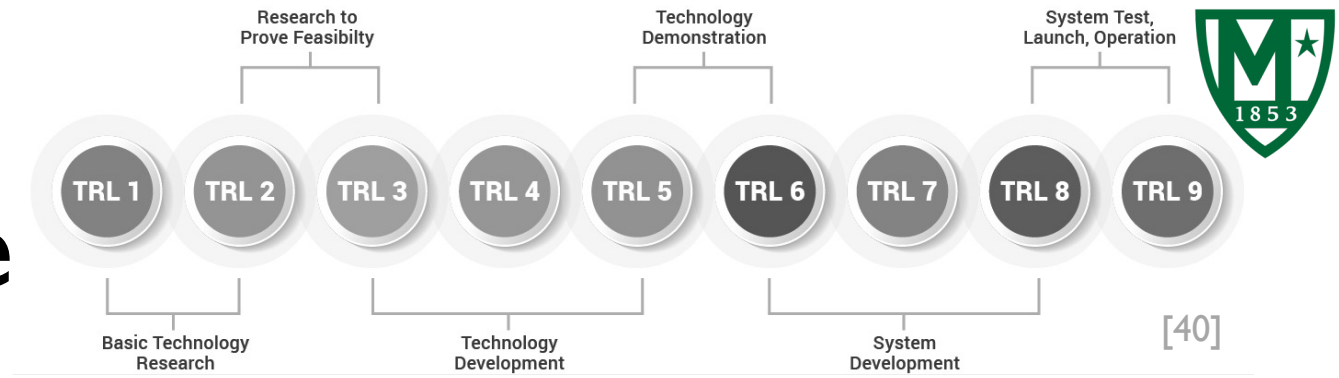 Research to
Prove Feasibilty
Technology
Demonstration
System Test,
Launch, Operation
M
1853
TRL 1
TRL 2
TRL 3
TRL 4
TRL 5
TRL 6
TRL 7
TRL 8
TRL 9
e
Basic Technology
Research
Technology
Development
System
Development
[40]